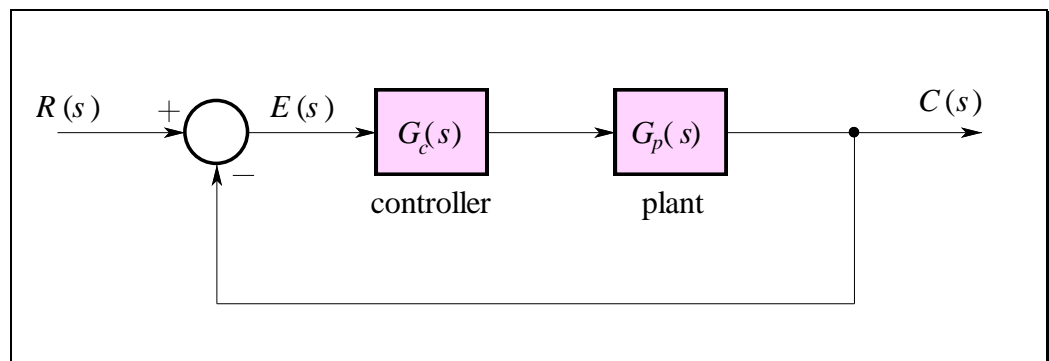 R(s)
+
−
E(s)
G_c(s)
controller
G_p(s)
plant
C(s)